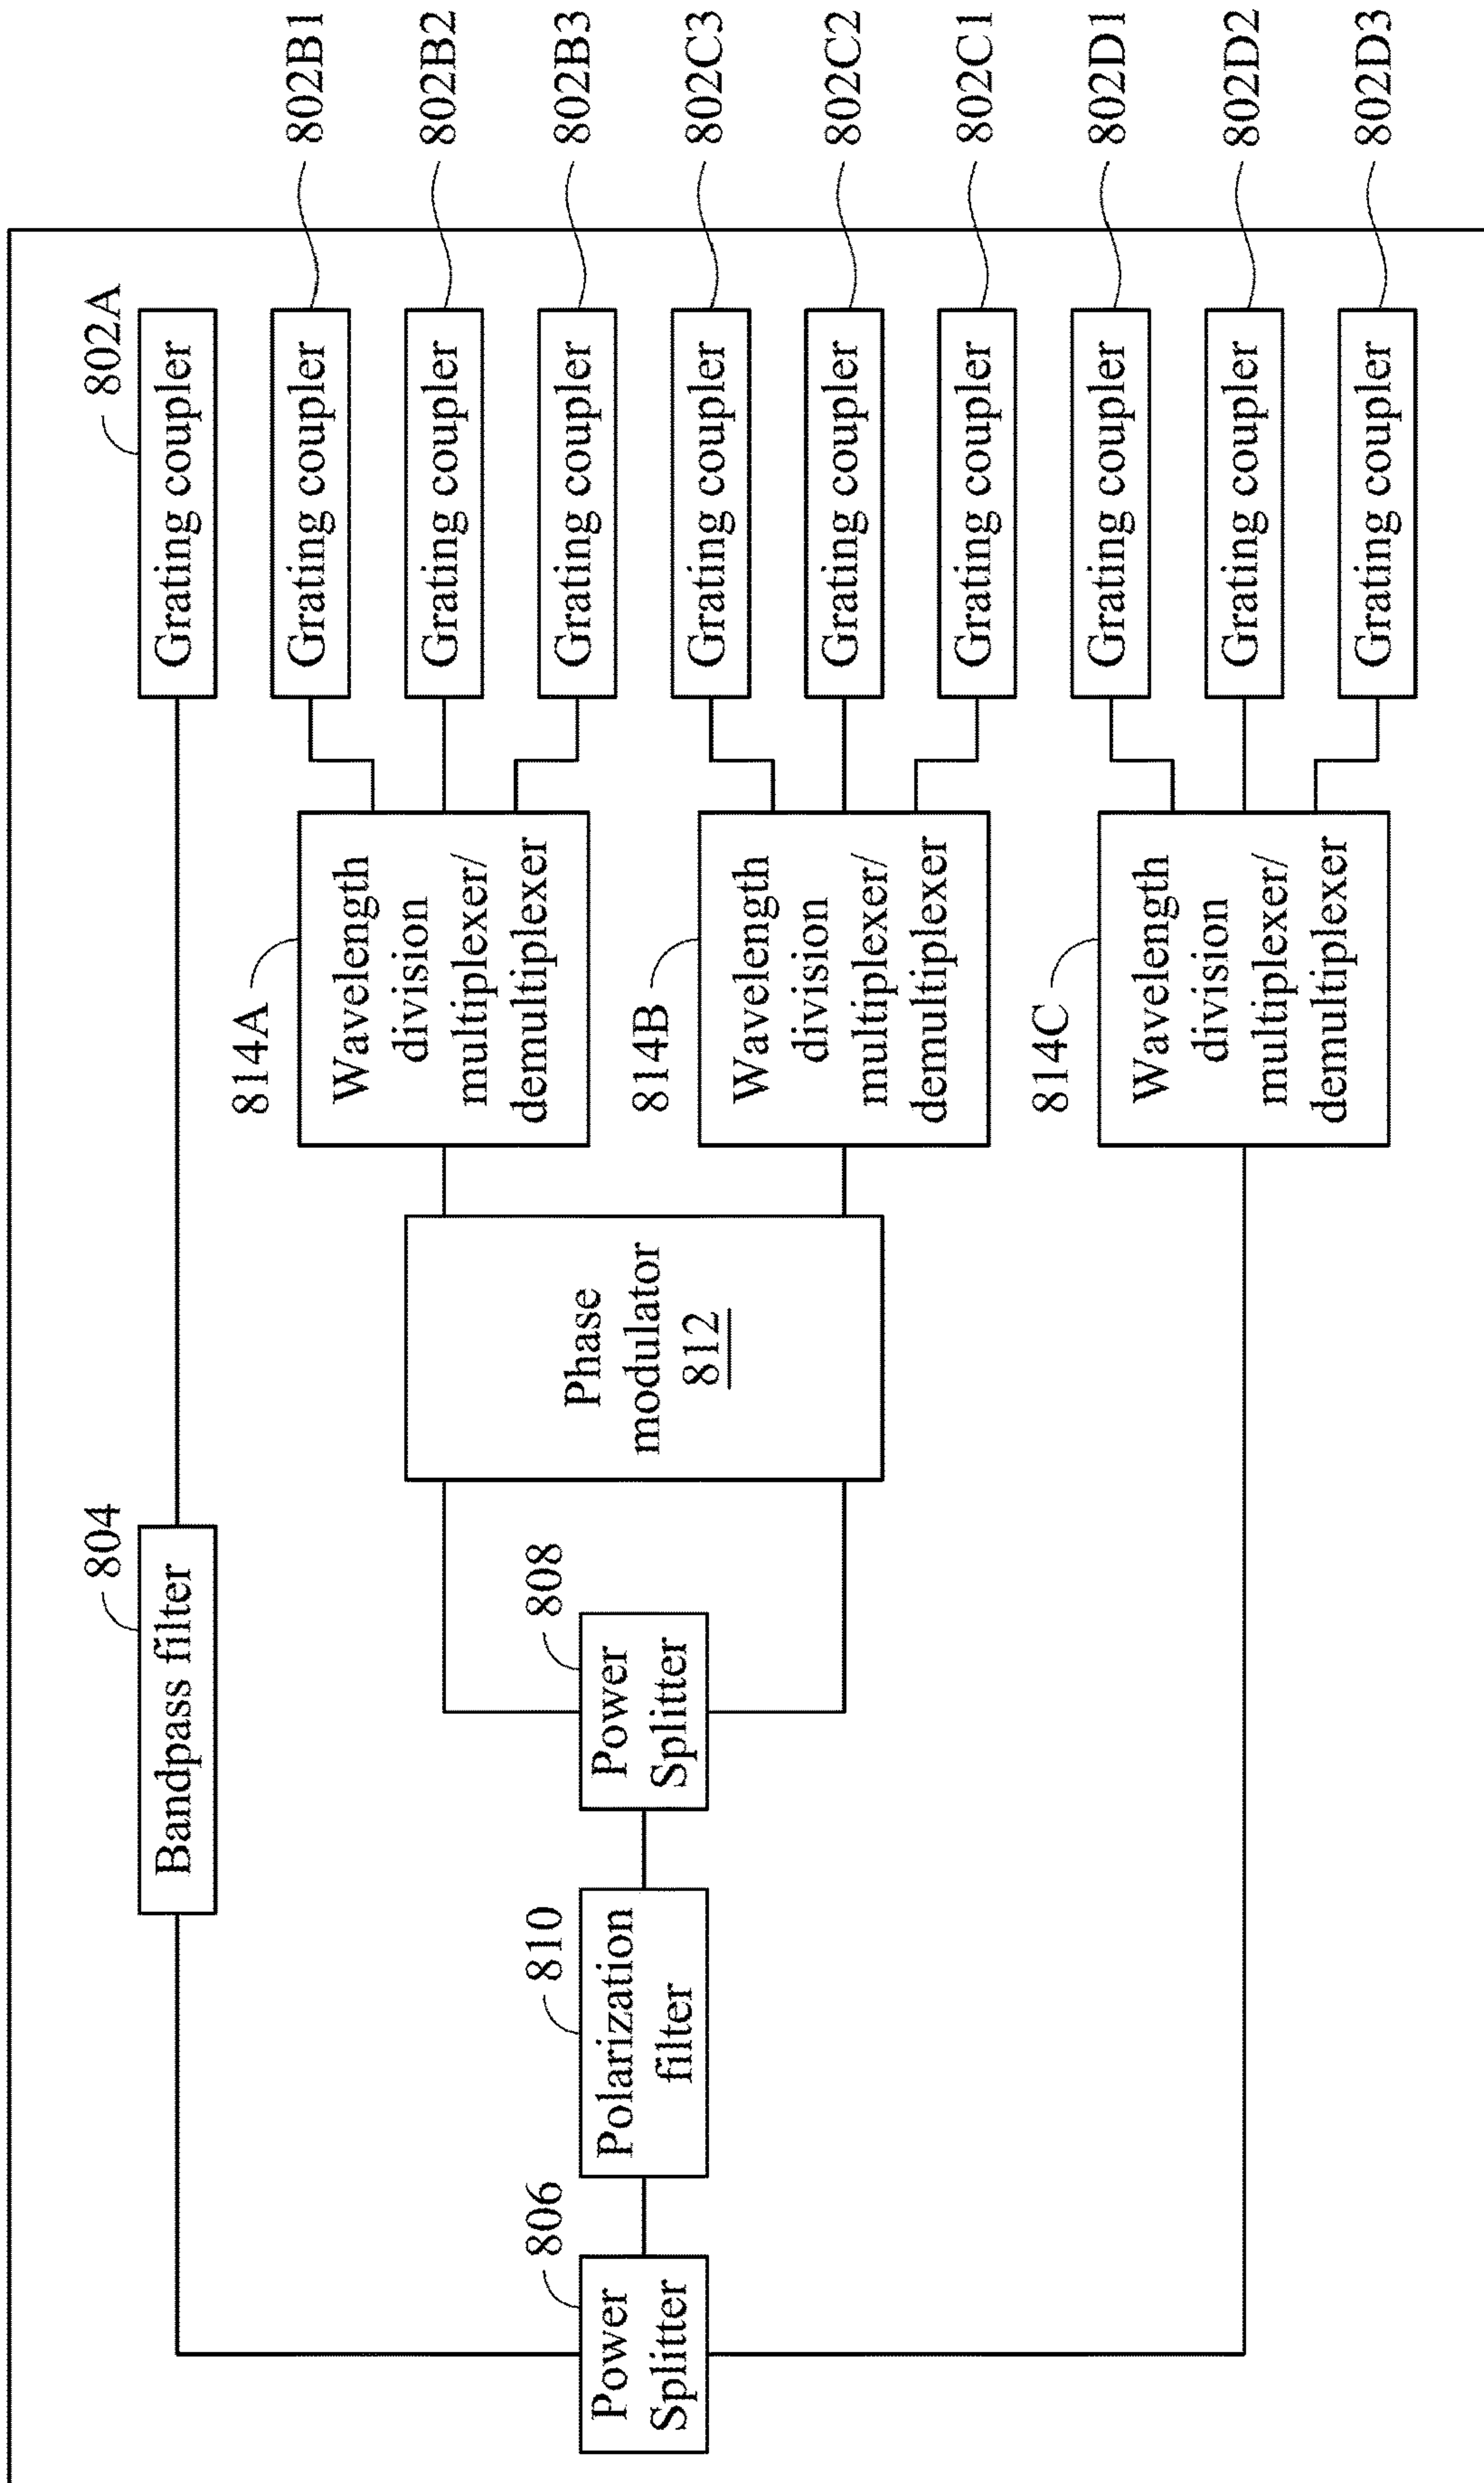 802A
Grating coupler
802B1
Grating coupler
802B2
Grating coupler
802B3
Grating coupler
802C3
Grating coupler
802C2
Grating coupler
802C1
Grating coupler
802D1
Grating coupler
802D2
Grating coupler
802D3
Grating coupler
814A
Wavelength
division
multiplexer/
demultiplexer
814B
Wavelength
division
multiplexer/
demultiplexer
814C
Wavelength
division
multiplexer/
demultiplexer
Phase
modulator
812
804
Bandpass filter
808
Power
Splitter
810
Polarization
filter
806
Power
Splitter